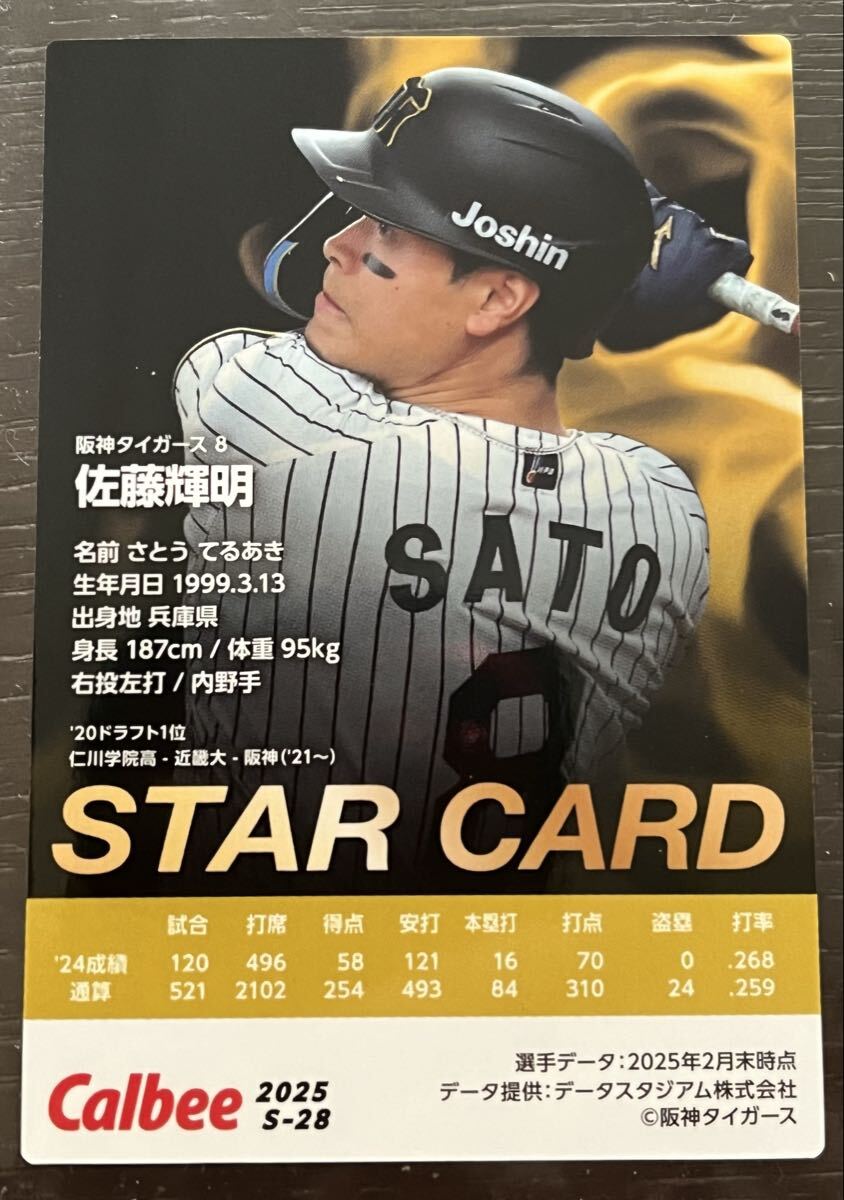 Joshin
阪神タイガース 8
佐藤輝明
SATO
8
名前 さとう てるあき
生年月日 1999.3.13
出身地 兵庫県
身長 187cm / 体重 95kg
右投左打 / 内野手
'20ドラフト1位
仁川学院高 - 近畿大 - 阪神('21〜)
STAR CARD
試合 打席 得点 安打 本塁打 打点 盗塁 打率
'24成績 120 496 58 121 16 70 0 .268
通算 521 2102 254 493 84 310 24 .259
選手データ:2025年2月末時点
データ提供:データスタジアム株式会社
©阪神タイガース
Calbee 2025
S-28